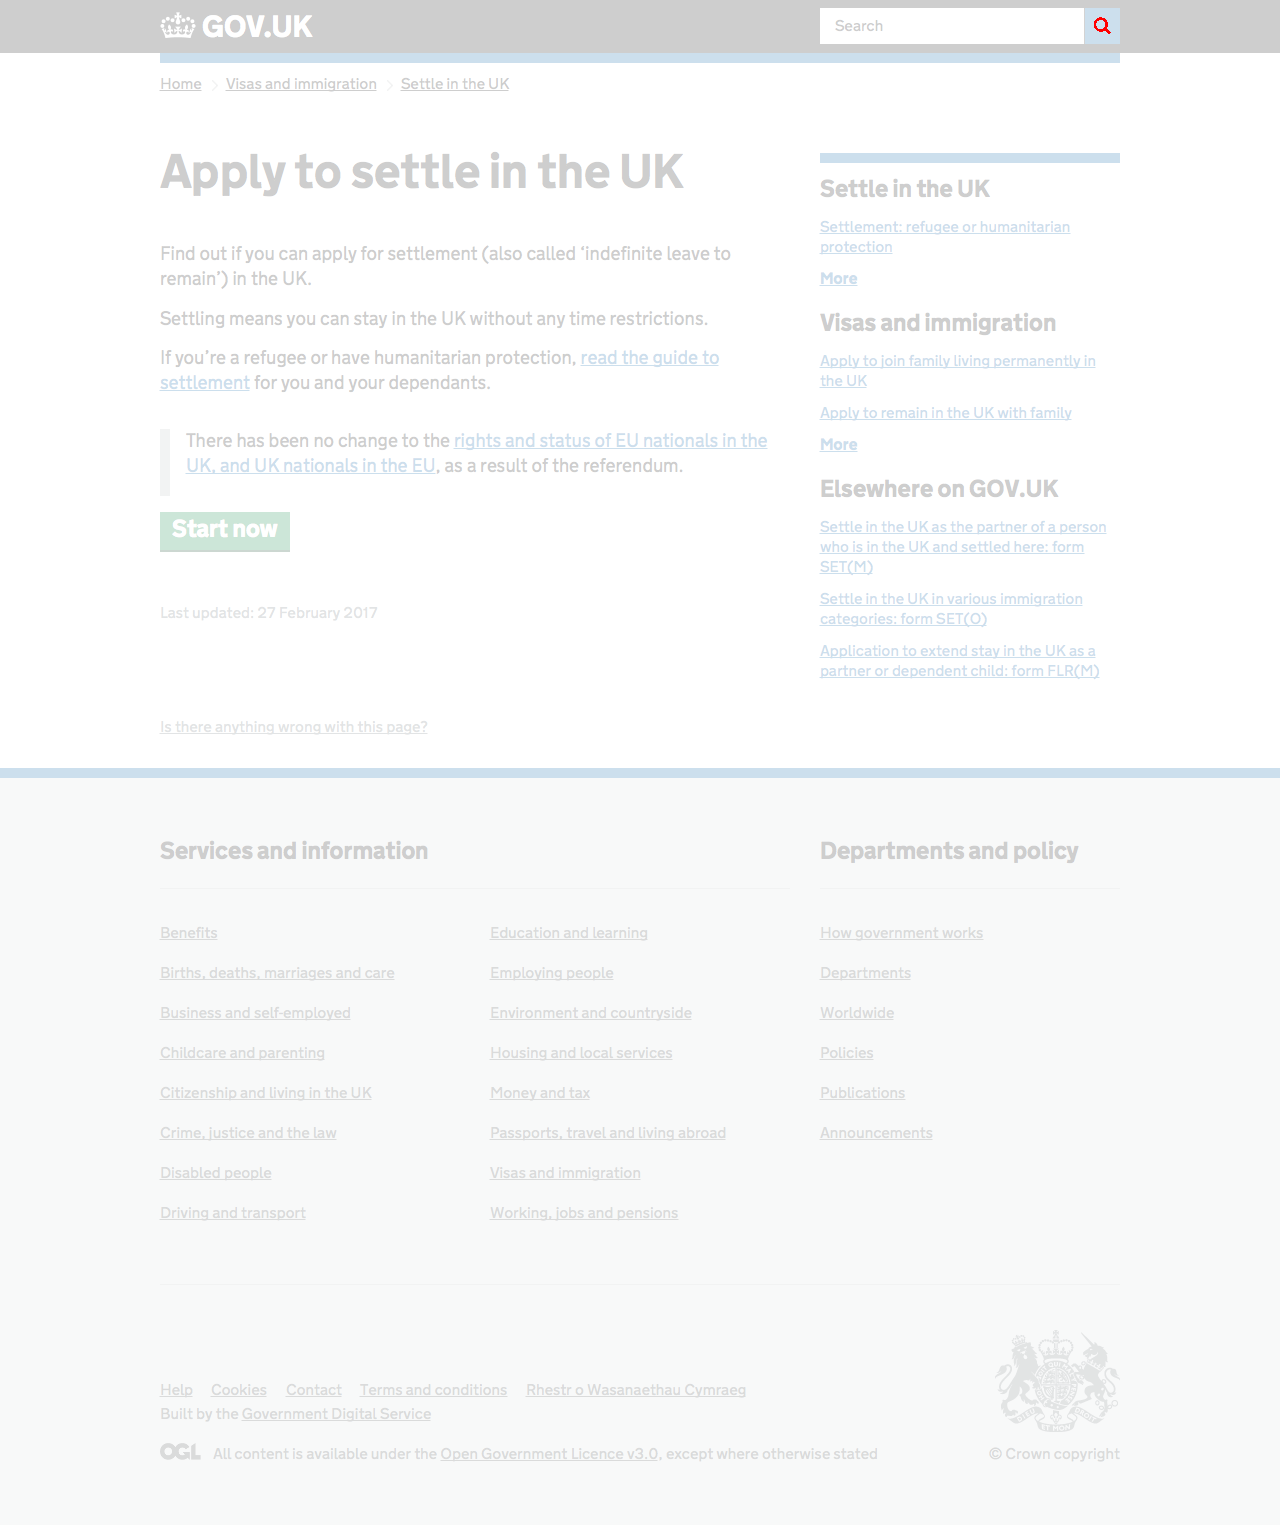 GOV.UK
Search
Home
Visas and immigration
Settle in the UK
Apply to settle in the UK
Find out if you can apply for settlement (also called ‘indefinite leave to
remain’) in the UK.
Settling means you can stay in the UK without any time restrictions.
If you’re a refugee or have humanitarian protection, read the guide to
settlement for you and your dependants.
There has been no change to the rights and status of EU nationals in the
UK, and UK nationals in the EU, as a result of the referendum.
Start now
Last updated: 27 February 2017
Is there anything wrong with this page?
Settle in the UK
Settlement: refugee or humanitarian
protection
More
Visas and immigration
Apply to join family living permanently in
the UK
Apply to remain in the UK with family
More
Elsewhere on GOV.UK
Settle in the UK as the partner of a person
who is in the UK and settled here: form
SET(M)
Settle in the UK in various immigration
categories: form SET(O)
Application to extend stay in the UK as a
partner or dependent child: form FLR(M)
Services and information
Benefits
Births, deaths, marriages and care
Business and self-employed
Childcare and parenting
Citizenship and living in the UK
Crime, justice and the law
Disabled people
Driving and transport
Education and learning
Employing people
Environment and countryside
Housing and local services
Money and tax
Passports, travel and living abroad
Visas and immigration
Working, jobs and pensions
Departments and policy
How government works
Departments
Worldwide
Policies
Publications
Announcements
Help
Cookies
Contact
Terms and conditions
Rhestr o Wasanaethau Cymraeg
Built by the Government Digital Service
OGL All content is available under the Open Government Licence v3.0, except where otherwise stated
© Crown copyright